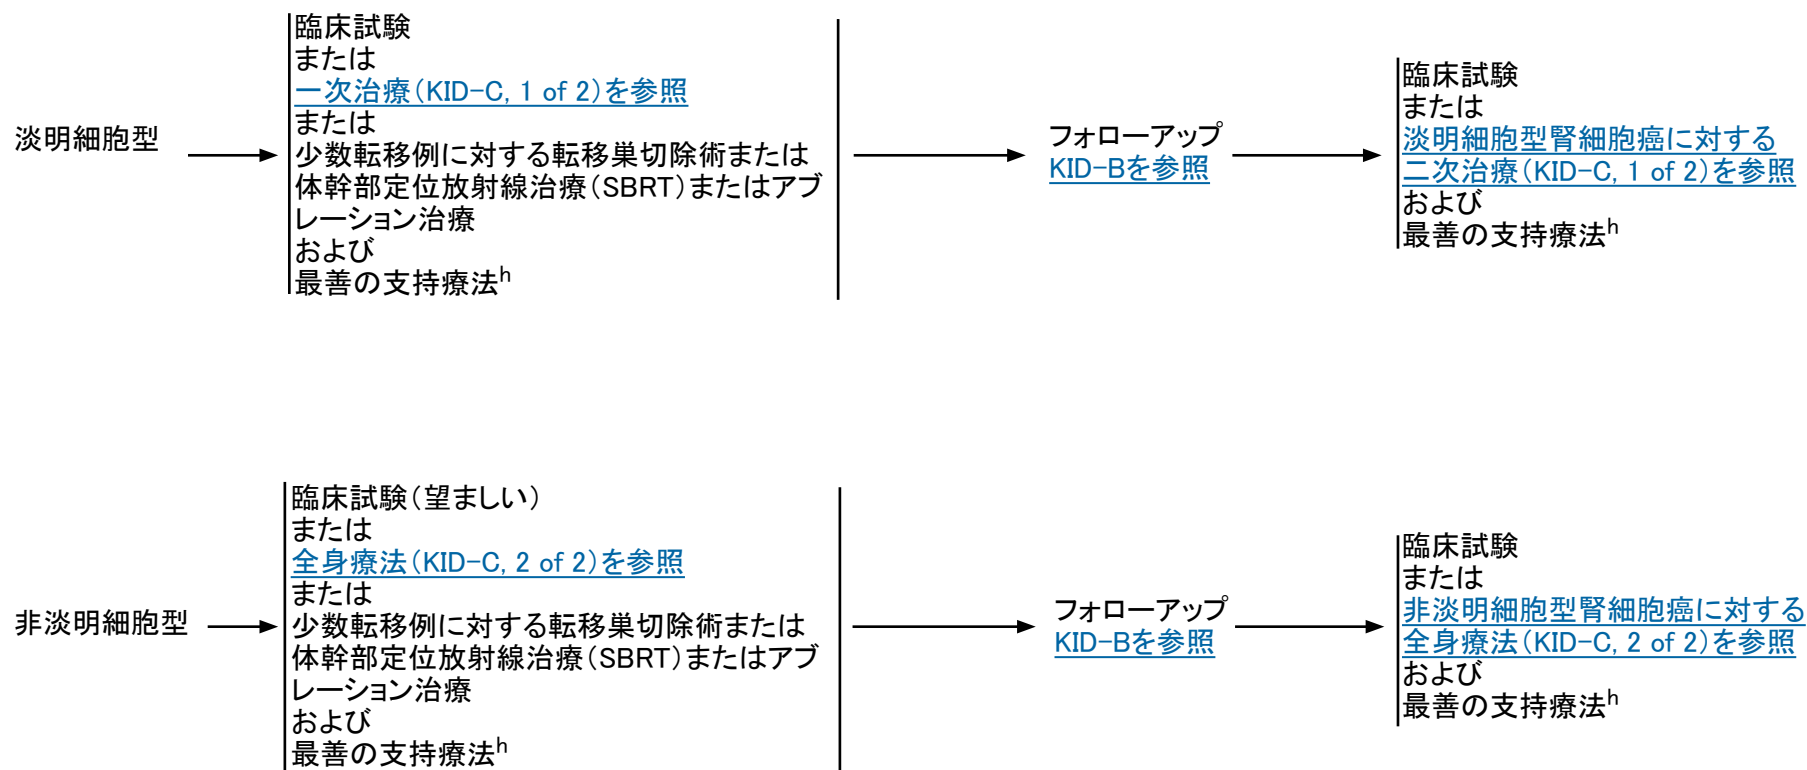 淡明細胞型
臨床試験
または
一次治療(KID-C, 1 of 2)を参照
または
少数転移例に対する転移巣切除術または
体幹部定位放射線治療(SBRT)またはアブ
レーション治療
および
最善の支持療法h
フォローアップ
KID-Bを参照
臨床試験
または
淡明細胞型腎細胞癌に対する
二次治療(KID-C, 1 of 2)を参照
および
最善の支持療法h
非淡明細胞型
臨床試験(望ましい)
または
全身療法(KID-C, 2 of 2)を参照
または
少数転移例に対する転移巣切除術または
体幹部定位放射線治療(SBRT)またはアブ
レーション治療
および
最善の支持療法h
フォローアップ
KID-Bを参照
臨床試験
または
非淡明細胞型腎細胞癌に対する
全身療法(KID-C, 2 of 2)を参照
および
最善の支持療法h